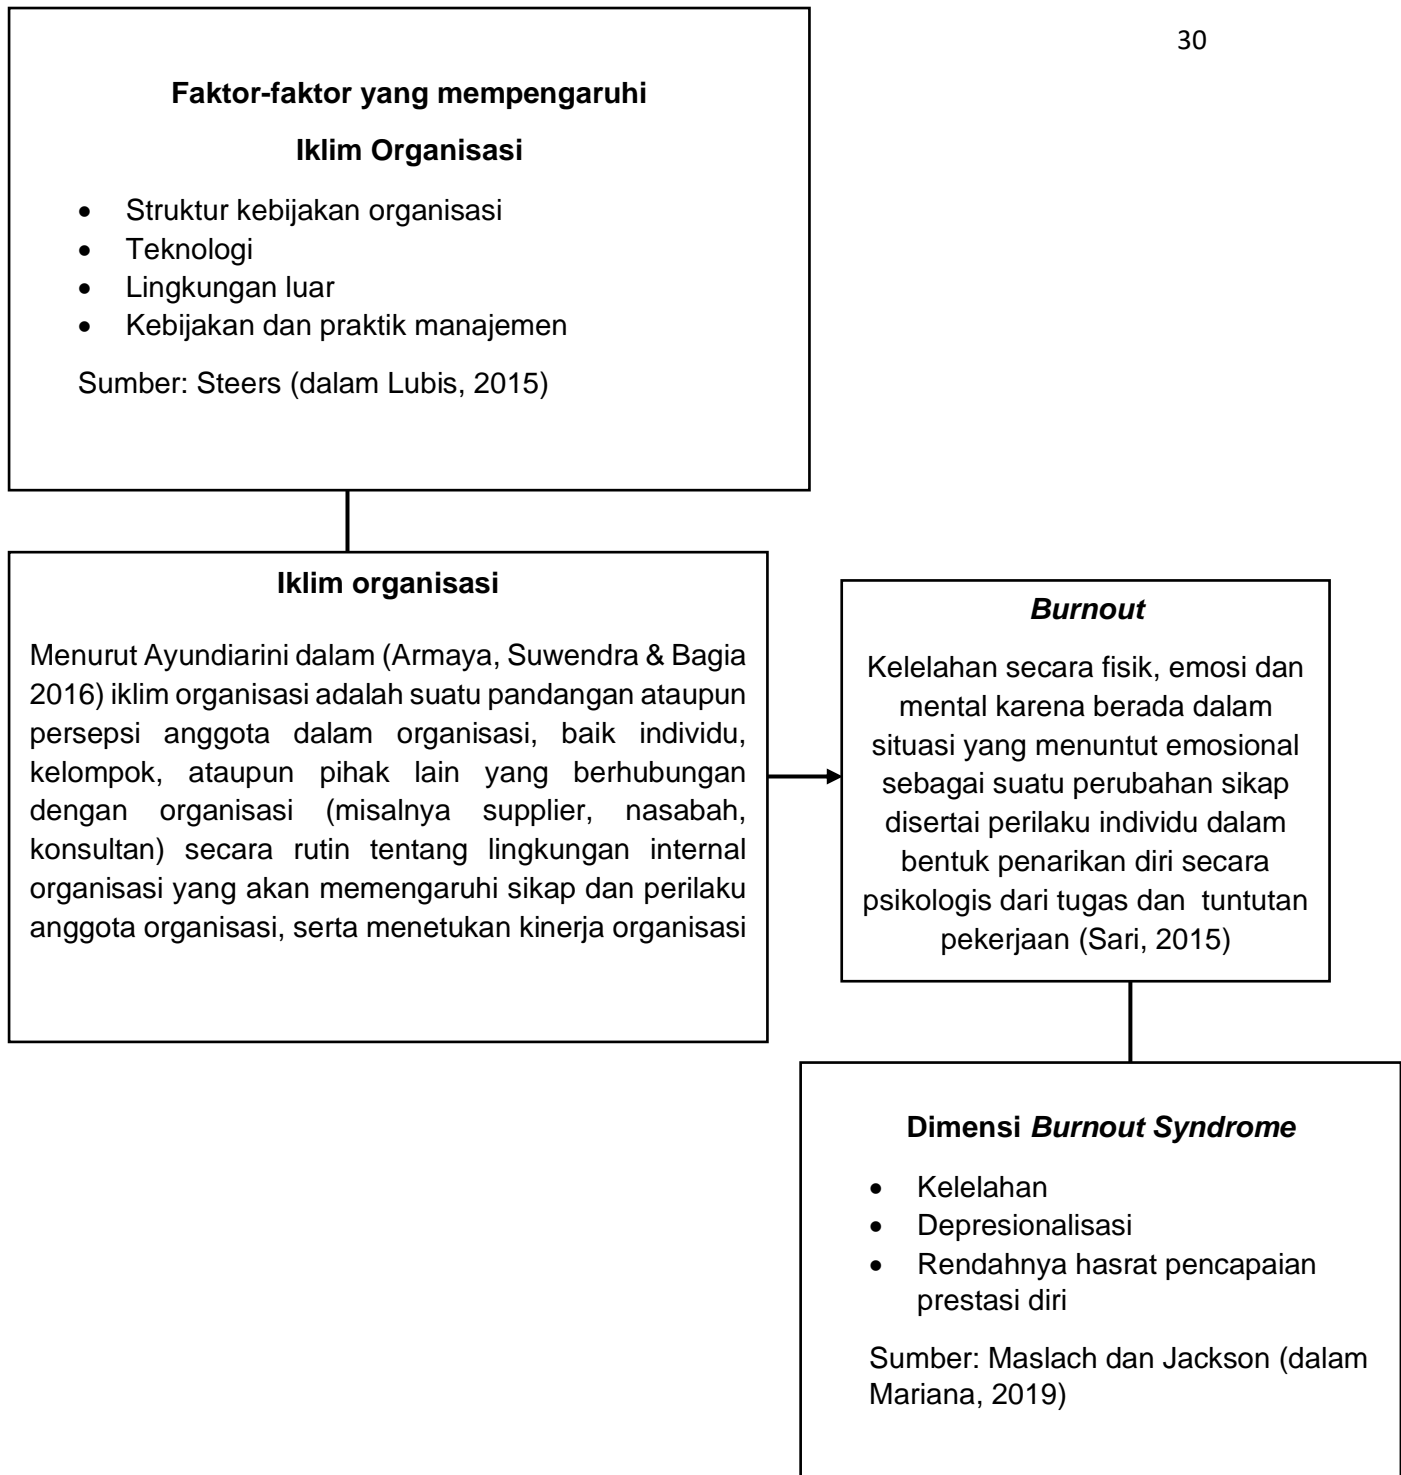 30
Faktor-faktor yang mempengaruhi
Iklim Organisasi
• Struktur kebijakan organisasi
• Teknologi
• Lingkungan luar
• Kebijakan dan praktik manajemen
Sumber: Steers (dalam Lubis, 2015)
Iklim organisasi
Menurut Ayundiarini dalam (Armaya, Suwendra & Bagia
2016) iklim organisasi adalah suatu pandangan ataupun
persepsi anggota dalam organisasi, baik individu,
kelompok, ataupun pihak lain yang berhubungan
dengan organisasi (misalnya supplier, nasabah,
konsultan) secara rutin tentang lingkungan internal
organisasi yang akan memengaruhi sikap dan perilaku
anggota organisasi, serta menetukan kinerja organisasi
Burnout
Kelelahan secara fisik, emosi dan
mental karena berada dalam
situasi yang menuntut emosional
sebagai suatu perubahan sikap
disertai perilaku individu dalam
bentuk penarikan diri secara
psikologis dari tugas dan tuntutan
pekerjaan (Sari, 2015)
Dimensi Burnout Syndrome
• Kelelahan
• Depresionalisasi
• Rendahnya hasrat pencapaian
prestasi diri
Sumber: Maslach dan Jackson (dalam
Mariana, 2019)